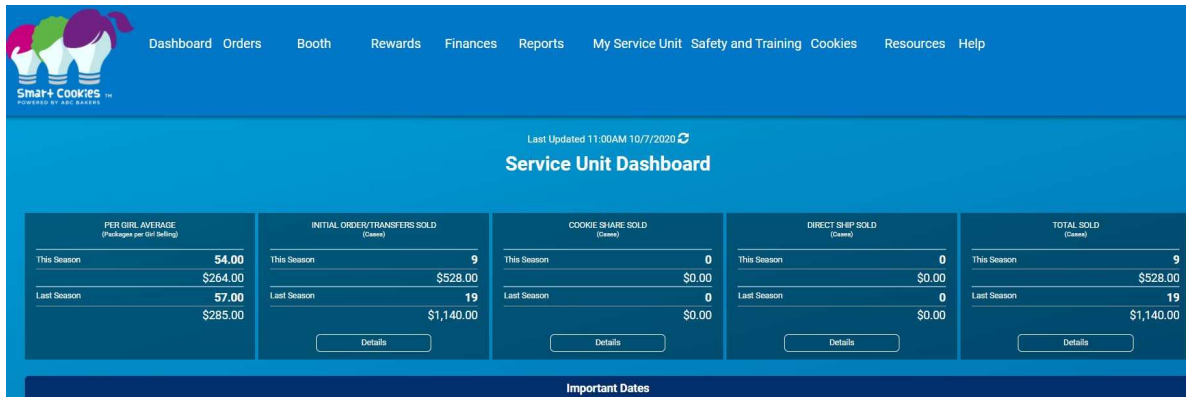 Smart Cookies TM
POWERED BY ABC BAKERS
Dashboard Orders Booth Rewards Finances Reports My Service Unit Safety and Training Cookies Resources Help
Last Updated 11:00AM 10/7/2020
Service Unit Dashboard
PER GIRL AVERAGE
(Packages per Girl Selling)
This Season 54.00
$264.00
Last Season 57.00
$285.00
INITIAL ORDER/TRANSFERS SOLD
(Cases)
This Season 9
$528.00
Last Season 19
$1,140.00
Details
COOKIE SHARE SOLD
(Cases)
This Season 0
$0.00
Last Season 0
$0.00
Details
DIRECT SHIP SOLD
(Cases)
This Season 0
$0.00
Last Season 0
$0.00
Details
TOTAL SOLD
(Cases)
This Season 9
$528.00
Last Season 19
$1,140.00
Details
Important Dates